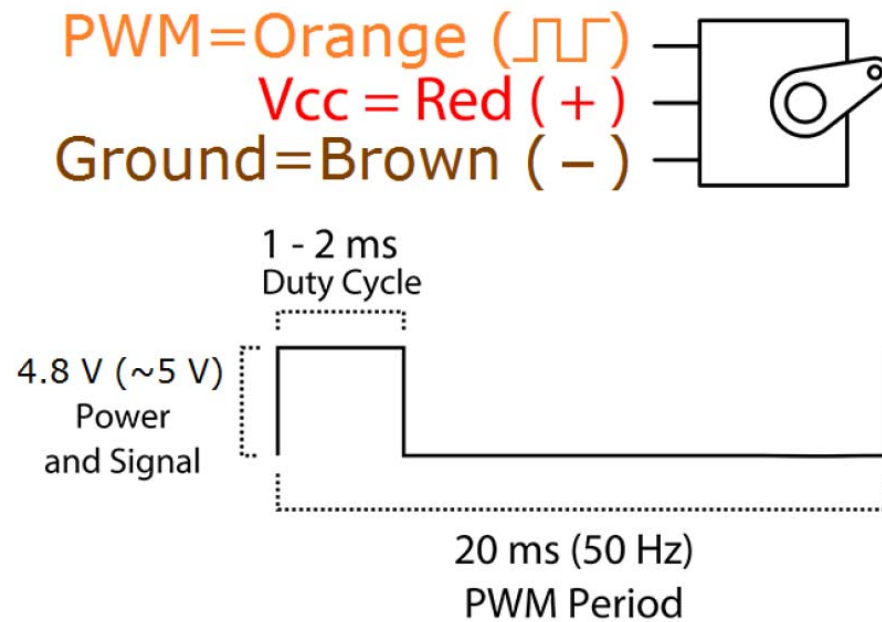 PWM=Orange (⎍⎍)
Vcc = Red ( + )
Ground=Brown ( − )
1 - 2 ms
Duty Cycle
4.8 V (~5 V)
Power
and Signal
20 ms (50 Hz)
PWM Period